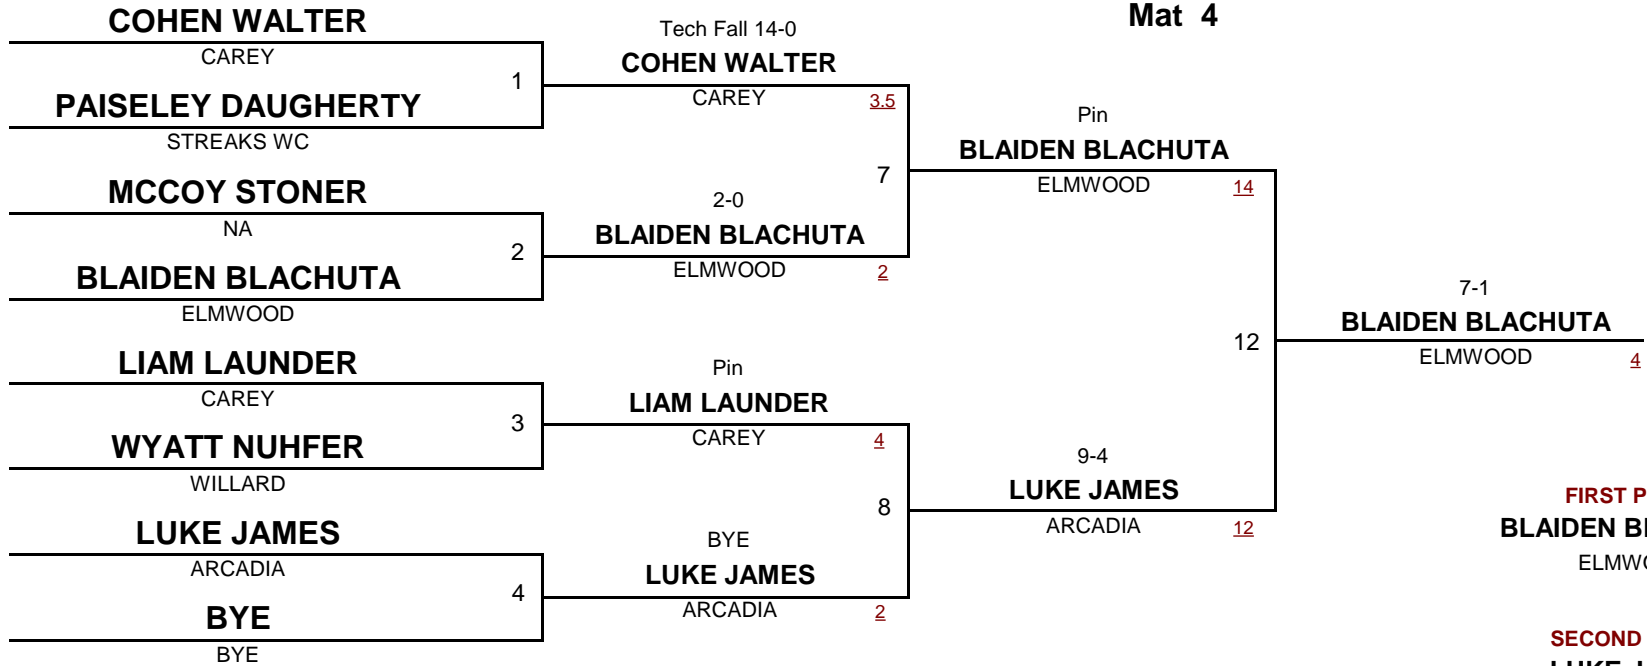 COHEN WALTER
CAREY
1
PAISELEY DAUGHERTY
STREAKS WC
MCCOY STONER
NA
2
BLAIDEN BLACHUTA
ELMWOOD
LIAM LAUNDER
CAREY
3
WYATT NUHFER
WILLARD
LUKE JAMES
ARCADIA
4
BYE
BYE
Tech Fall 14-0
COHEN WALTER
CAREY 3.5
7
2-0
BLAIDEN BLACHUTA
ELMWOOD 2
Pin
LIAM LAUNDER
CAREY 4
8
BYE
LUKE JAMES
ARCADIA 2
Mat 4
Pin
BLAIDEN BLACHUTA
ELMWOOD 14
12
9-4
LUKE JAMES
ARCADIA 12
7-1
BLAIDEN BLACHUTA
ELMWOOD 4
FIRST P
BLAIDEN B
ELMW
SECOND
LUKE J